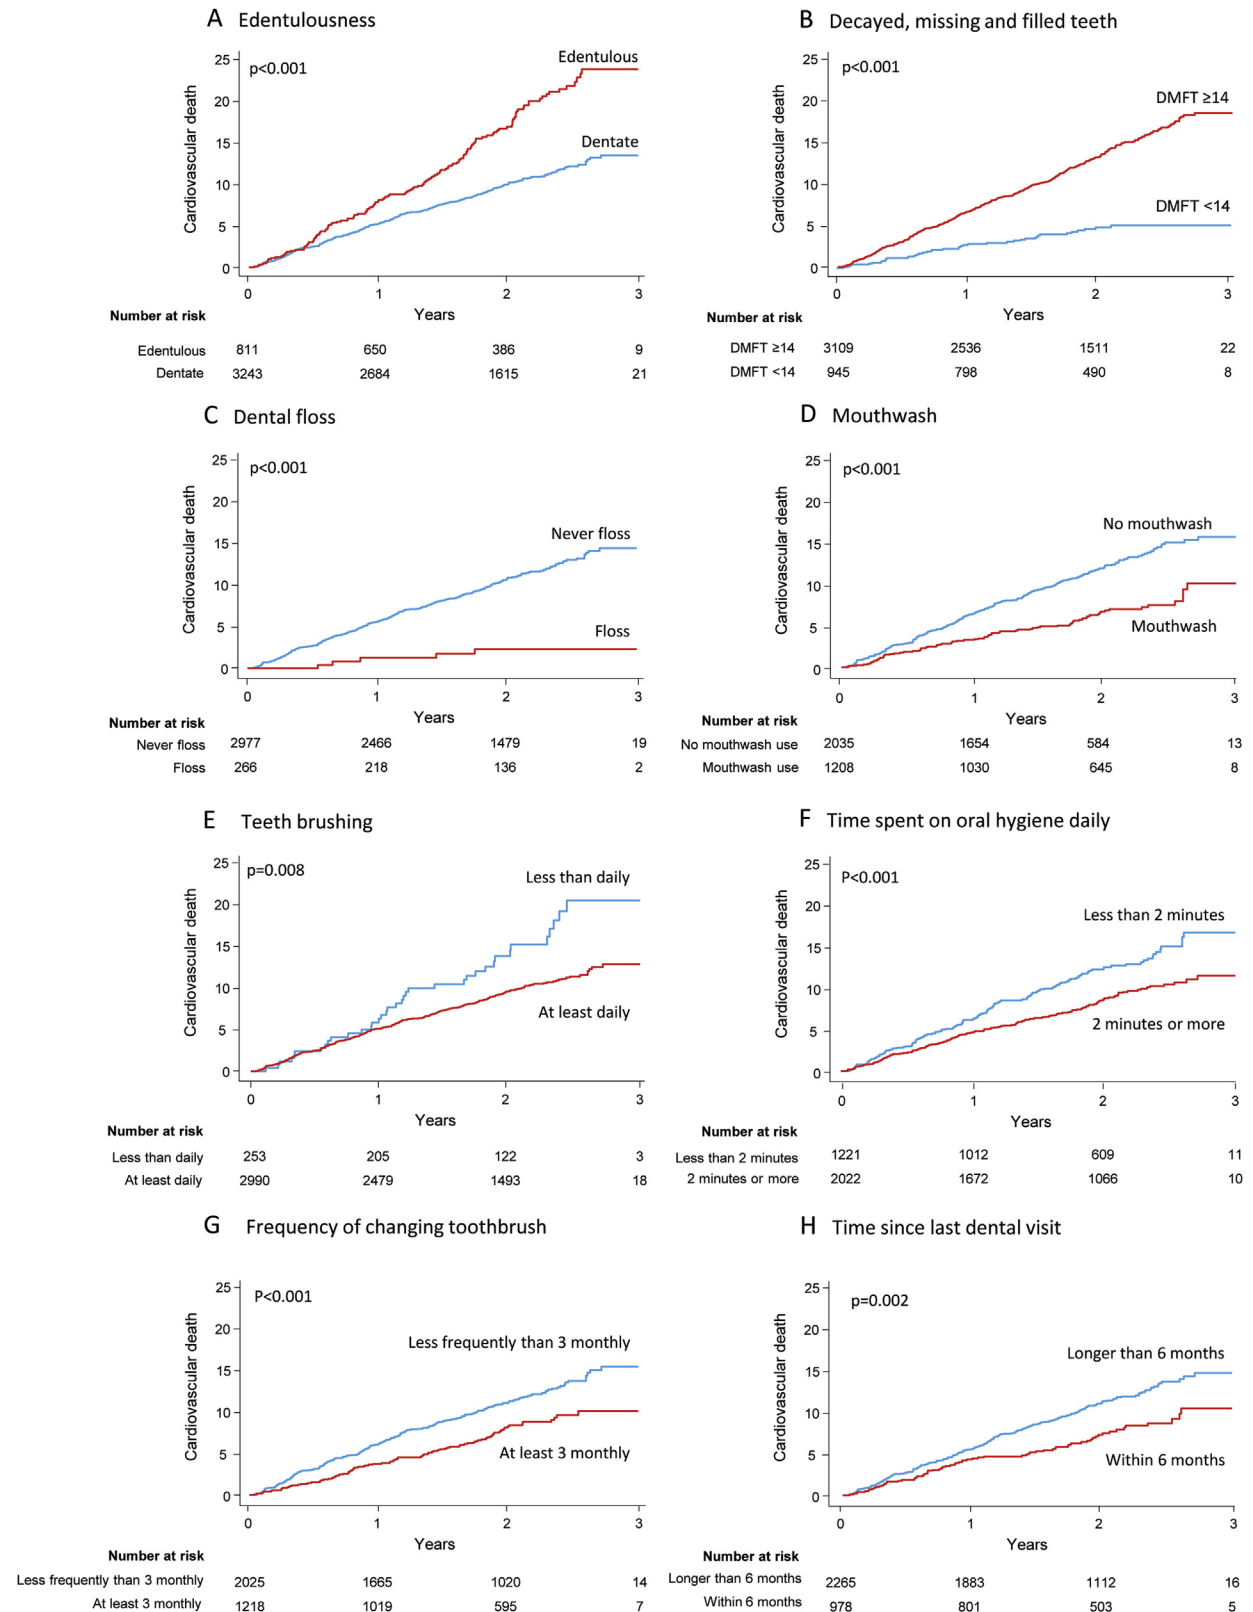 A Edentulousness
p<0.001
Edentulous
Dentate
Cardiovascular death
25
20
15
10
5
0
0 1 2 3
Years
Number at risk
Edentulous 811 650 386 9
Dentate 3243 2684 1615 21
B Decayed, missing and filled teeth
p<0.001
DMFT ≥14
DMFT <14
Cardiovascular death
25
20
15
10
5
0
0 1 2 3
Years
Number at risk
DMFT ≥14 3109 2536 1511 22
DMFT <14 945 798 490 8
C Dental floss
p<0.001
Never floss
Floss
Cardiovascular death
25
20
15
10
5
0
0 1 2 3
Years
Number at risk
Never floss 2977 2466 1479 19
Floss 266 218 136 2
D Mouthwash
p<0.001
No mouthwash
Mouthwash
Cardiovascular death
25
20
15
10
5
0
0 1 2 3
Years
Number at risk
No mouthwash use 2035 1654 584 13
Mouthwash use 1208 1030 645 8
E Teeth brushing
p=0.008
Less than daily
At least daily
Cardiovascular death
25
20
15
10
5
0
0 1 2 3
Years
Number at risk
Less than daily 253 205 122 3
At least daily 2990 2479 1493 18
F Time spent on oral hygiene daily
P<0.001
Less than 2 minutes
2 minutes or more
Cardiovascular death
25
20
15
10
5
0
0 1 2 3
Years
Number at risk
Less than 2 minutes 1221 1012 609 11
2 minutes or more 2022 1672 1066 10
G Frequency of changing toothbrush
P<0.001
Less frequently than 3 monthly
At least 3 monthly
Cardiovascular death
25
20
15
10
5
0
0 1 2 3
Years
Number at risk
Less frequently than 3 monthly 2025 1665 1020 14
At least 3 monthly 1218 1019 595 7
H Time since last dental visit
p=0.002
Longer than 6 months
Within 6 months
Cardiovascular death
25
20
15
10
5
0
0 1 2 3
Years
Number at risk
Longer than 6 months 2265 1883 1112 16
Within 6 months 978 801 503 5